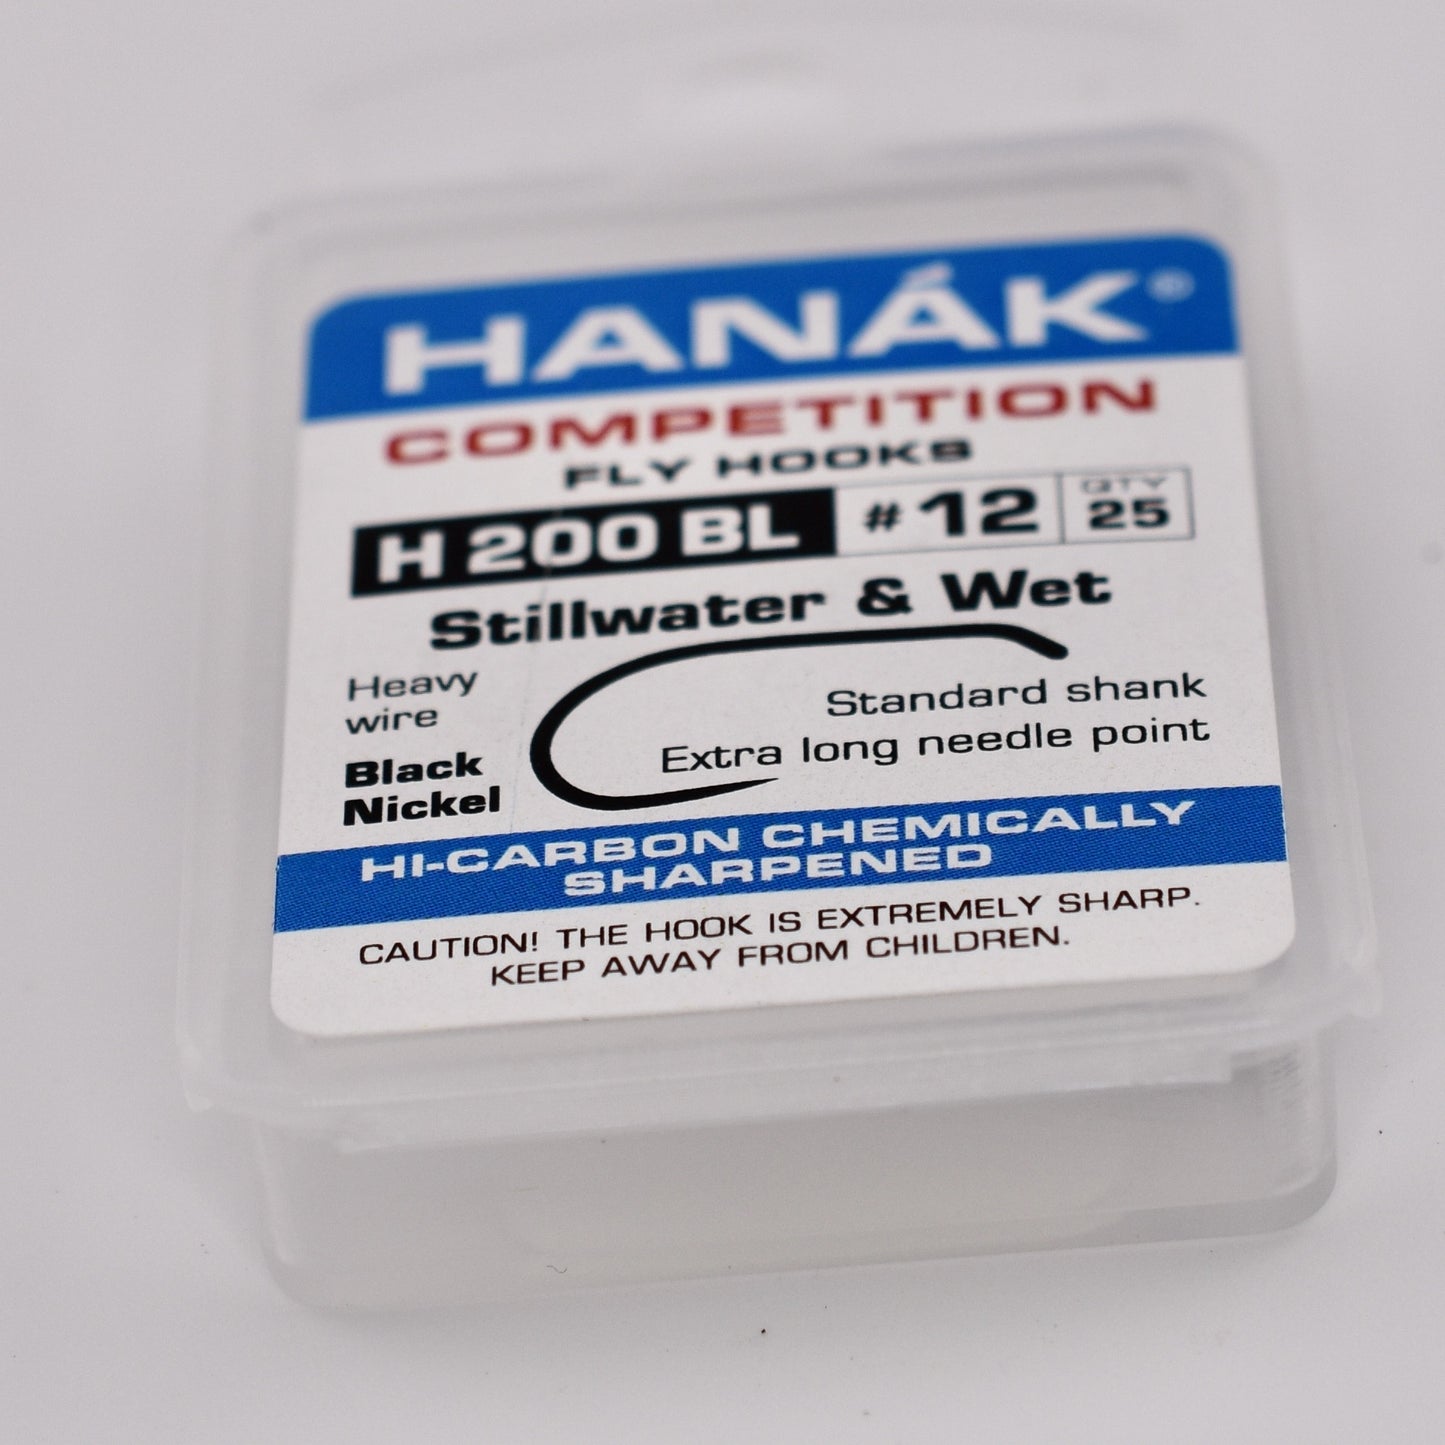 HANÁK®
COMPETITION
FLY HOOKS
H 200 BL # 12 QTY 25
Stillwater & Wet
Heavy wire
Black Nickel
Standard shank
Extra long needle point
HI-CARBON CHEMICALLY
SHARPENED
CAUTION! THE HOOK IS EXTREMELY SHARP.
KEEP AWAY FROM CHILDREN.